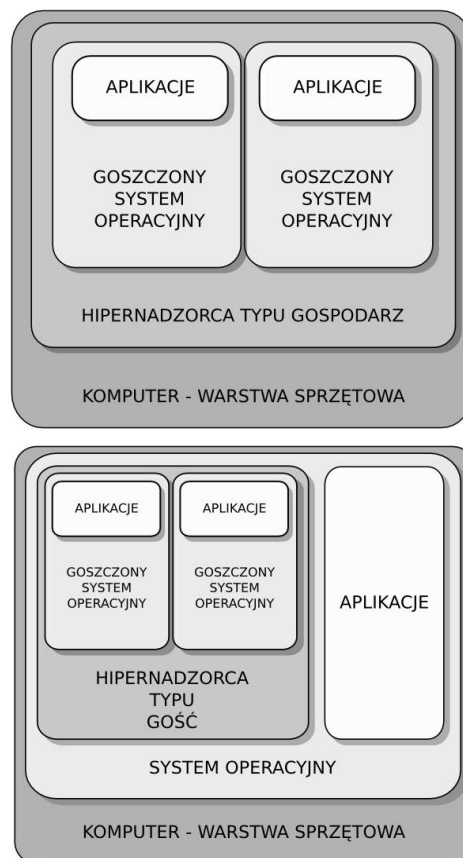 APLIKACJE
GOSZCZONY
SYSTEM
OPERACYJNY
APLIKACJE
GOSZCZONY
SYSTEM
OPERACYJNY
HIPERNADZORCA TYPU GOSPODARZ
KOMPUTER - WARSTWA SPRZĘTOWA
APLIKACJE
GOSZCZONY
SYSTEM
OPERACYJNY
APLIKACJE
GOSZCZONY
SYSTEM
OPERACYJNY
HIPERNADZORCA
TYPU
GOŚĆ
APLIKACJE
SYSTEM OPERACYJNY
KOMPUTER - WARSTWA SPRZĘTOWA